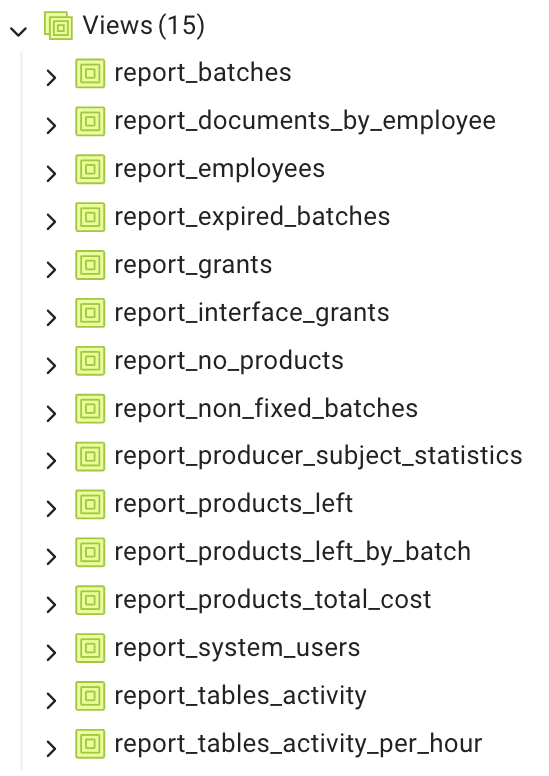 Views (15)
report_batches
report_documents_by_employee
report_employees
report_expired_batches
report_grants
report_interface_grants
report_no_products
report_non_fixed_batches
report_producer_subject_statistics
report_products_left
report_products_left_by_batch
report_products_total_cost
report_system_users
report_tables_activity
report_tables_activity_per_hour